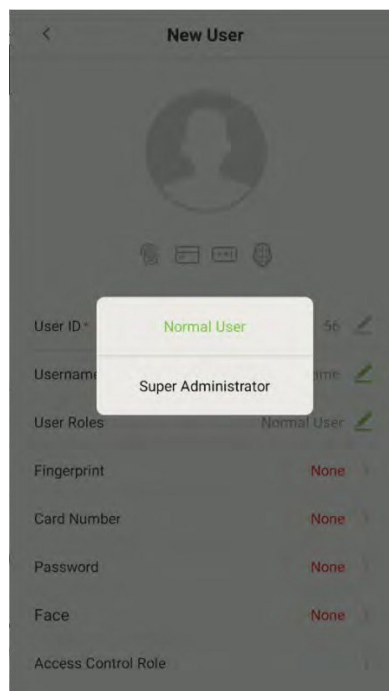 New User
User ID * Normal User 56
Username Super Administrator
User Roles Normal User
Fingerprint None
Card Number None
Password None
Face None
Access Control Role